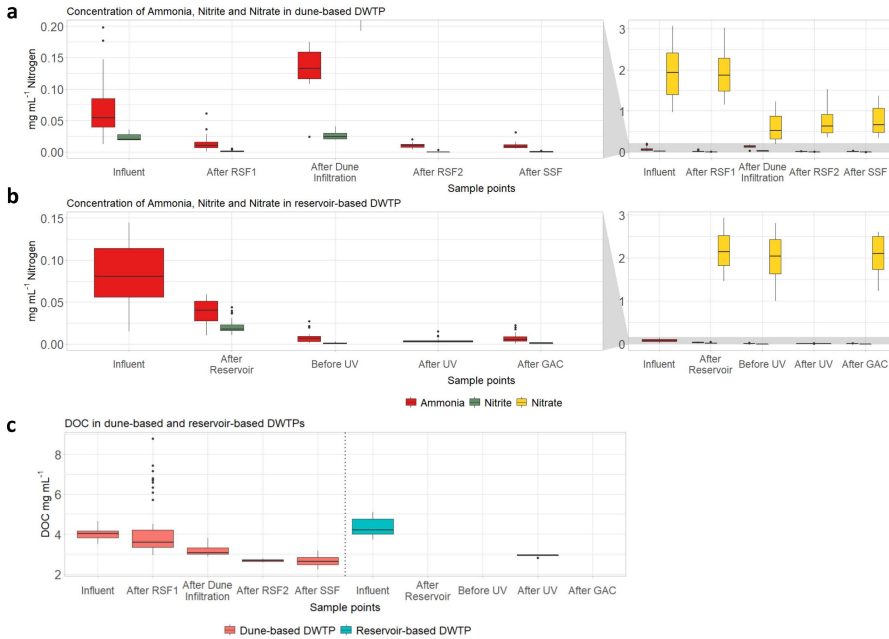 a
Concentration of Ammonia, Nitrite and Nitrate in dune-based DWTP
mg mL⁻¹ Nitrogen
0.20
0.15
0.10
0.05
0.00
Influent
After RSF1
After Dune
Infiltration
After RSF2
After SSF
Sample points
3
2
1
0
Influent
After RSF1
After Dune
Infiltration
After RSF2
After SSF
Sample points
b
Concentration of Ammonia, Nitrite and Nitrate in reservoir-based DWTP
mg mL⁻¹ Nitrogen
0.15
0.10
0.05
0.00
Influent
After
Reservoir
Before UV
After UV
After GAC
Sample points
3
2
1
0
Influent
After
Reservoir
Before UV
After UV
After GAC
Sample points
Ammonia Nitrite Nitrate
c
DOC in dune-based and reservoir-based DWTPs
DOC mg mL⁻¹
8
6
4
2
Influent
After RSF1
After Dune
Infiltration
After RSF2
After SSF
Influent
After
Reservoir
Before UV
After UV
After GAC
Sample points
Dune-based DWTP Reservoir-based DWTP